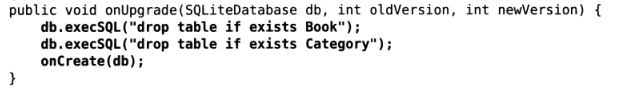 public void onUpgrade(SQLiteDatabase db, int oldVersion, int newVersion) {
    db.execSQL("drop table if exists Book");
    db.execSQL("drop table if exists Category");
    onCreate(db);
}